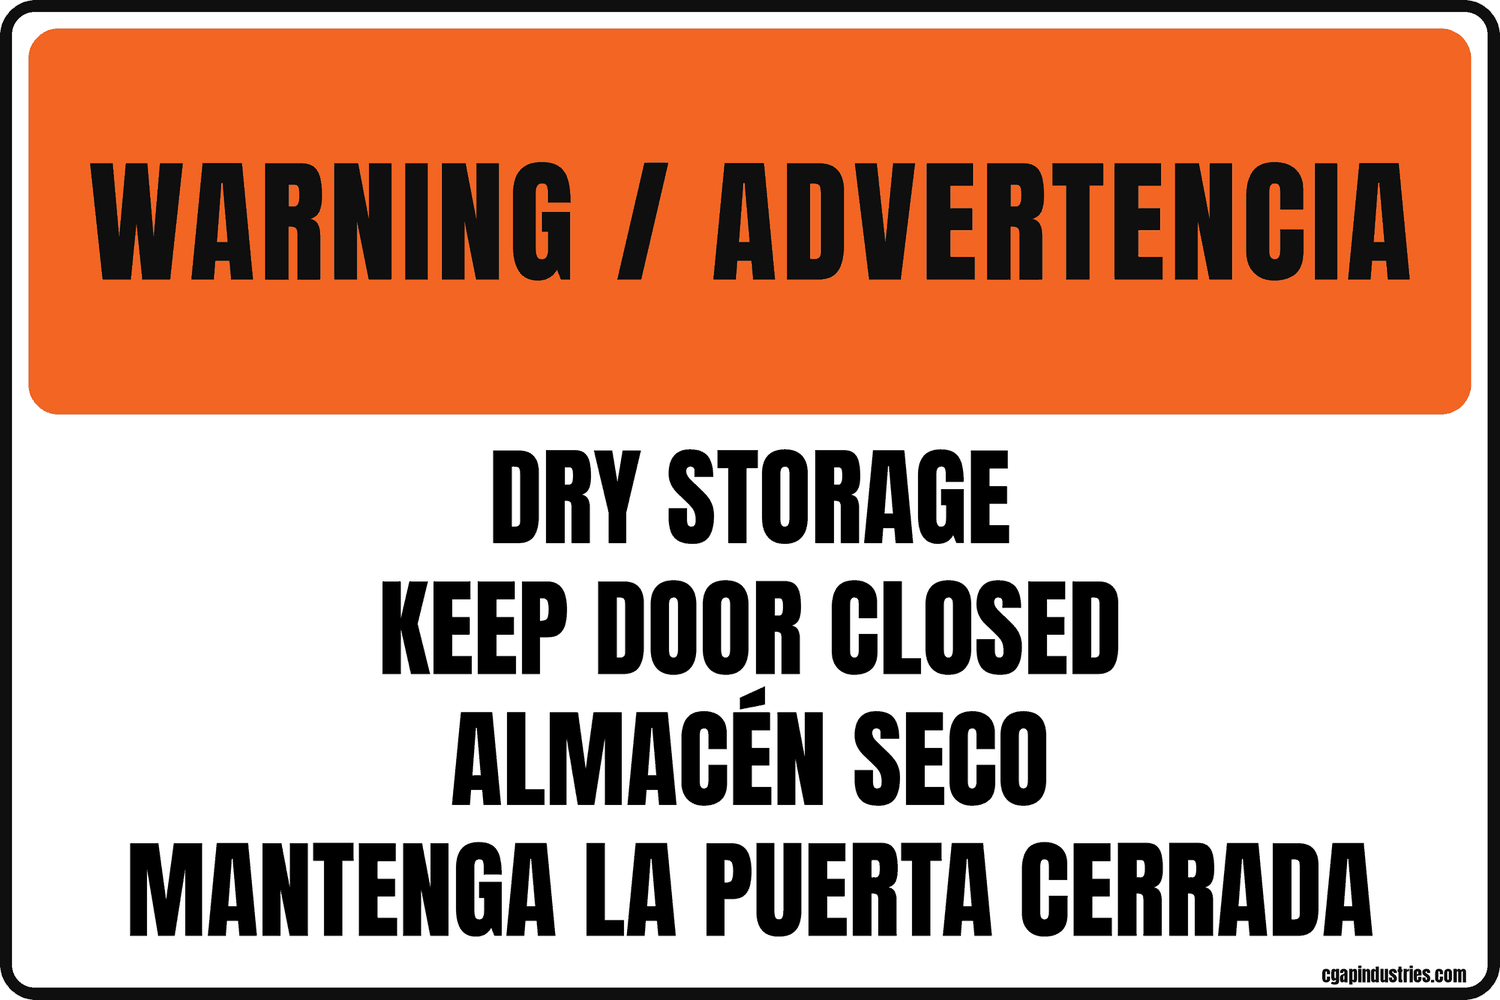 WARNING / ADVERTENCIA
DRY STORAGE
KEEP DOOR CLOSED
ALMACÉN SECO
MANTENGA LA PUERTA CERRADA
cgapindustries.com